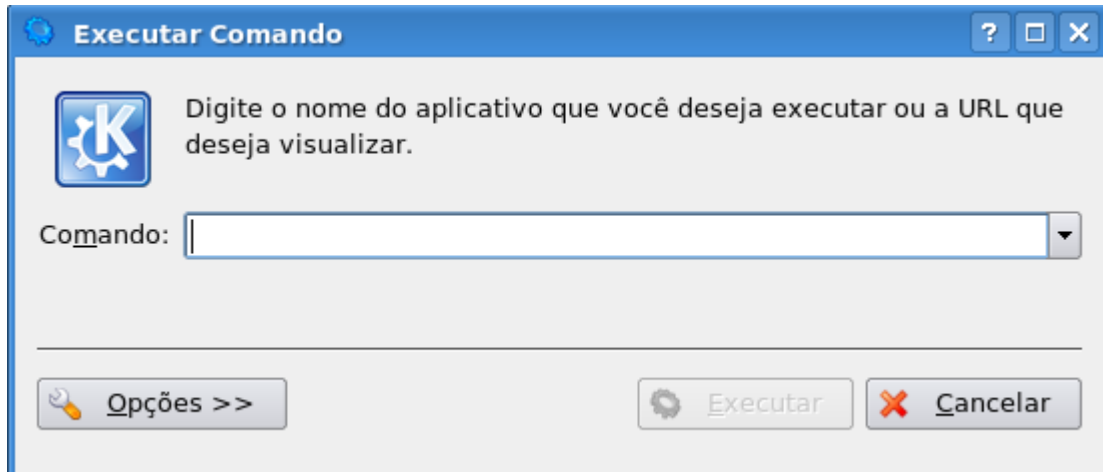 Executar Comando
Digite o nome do aplicativo que você deseja executar ou a URL que
deseja visualizar.
Comando:
Opções >>
Executar
Cancelar